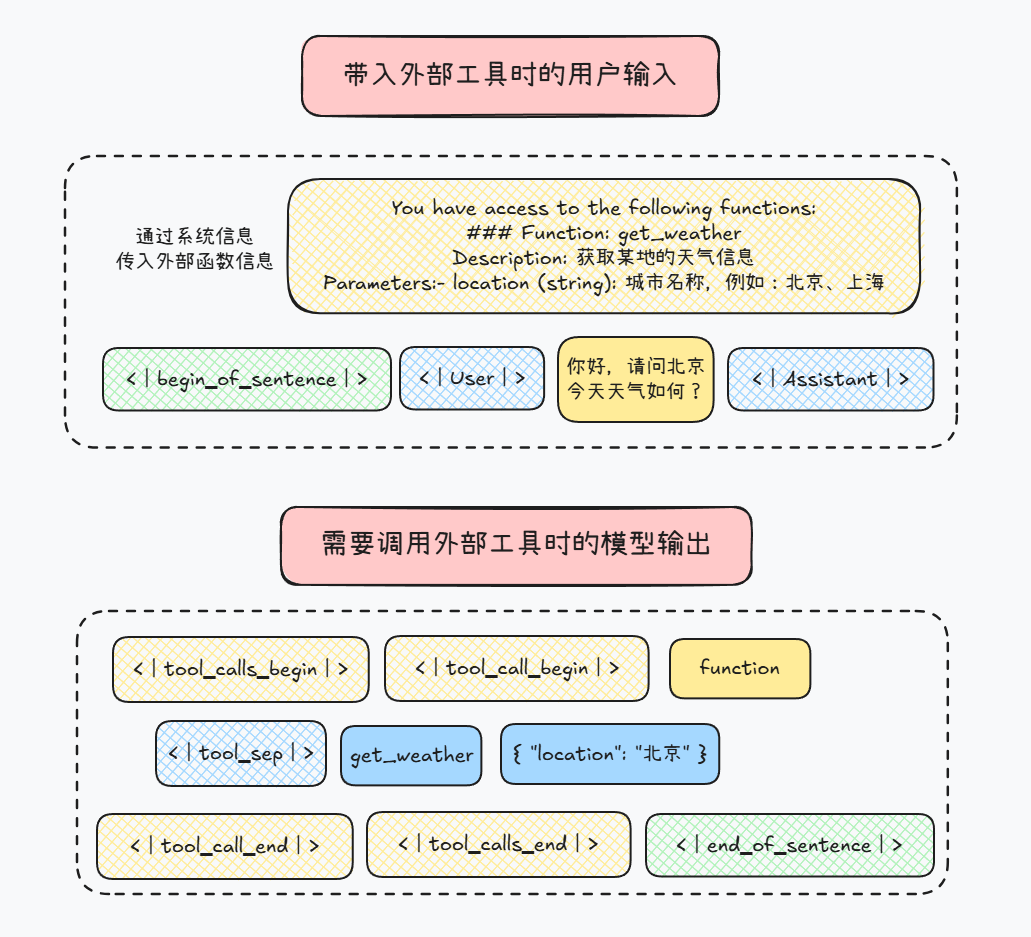 带入外部工具时的用户输入
通过系统信息
传入外部函数信息
You have access to the following functions:
### Function: get_weather
Description: 获取某地的天气信息
Parameters:- location (string): 城市名称，例如：北京、上海
<｜begin_of_sentence｜>
<｜User｜>
你好，请问北京
今天天气如何？
<｜Assistant｜>
需要调用外部工具时的模型输出
<｜tool_calls_begin｜>
<｜tool_call_begin｜>
function
<｜tool_sep｜>
get_weather
{ "location": "北京" }
<｜tool_call_end｜>
<｜tool_calls_end｜>
<｜end_of_sentence｜>